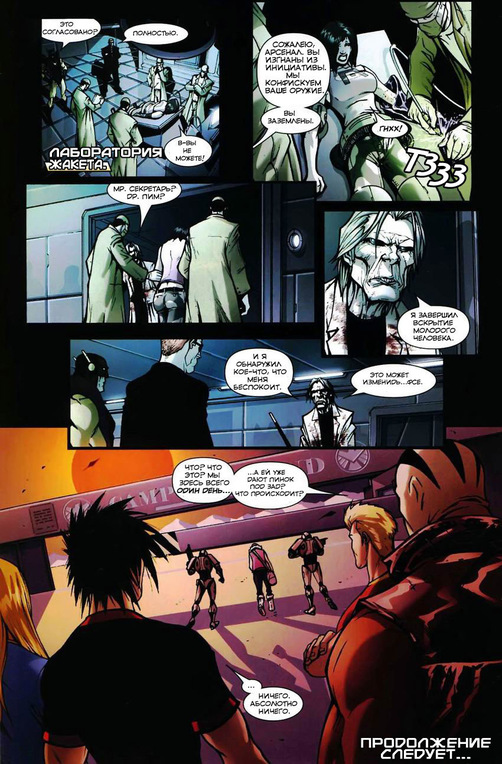 ЭТО
СОГЛАСОВАНО?
ПОЛНОСТЬЮ.
ЛАБОРАТОРИЯ
ЖАКЕТА.
В-ВЫ
НЕ
МОЖЕТЕ!
СОЖАЛЕЮ,
АРСЕНАЛ. ВЫ
ИЗГНАНЫ ИЗ
ИНИЦИАТИВЫ.
МЫ
КОНФИСКУЕМ
ВАШЕ ОРУЖИЕ.
ВЫ
ЗАЗЕМЛЕНЫ.
ГНХХ!
ТЗЗЗ
МР. СЕКРЕТАРЬ?
DР. ПИМ?
Я ЗАВЕРШИЛ
ВСКРЫТИЕ
МОЛОДОГО
ЧЕЛОВЕКА.
И Я
ОБНАРУЖИЛ
КОЕ-ЧТО, ЧТО
МЕНЯ
БЕСПОКОИТ.
ЭТО МОЖЕТ
ИЗМЕНИДЬ...ФСЕ.
ЧТО? ЧТО
ЭТО? МЫ
ЗДЕСЬ ВСЕГО
ОДИН ДЕНЬ...
...А ЕЙ УЖЕ
ДАЮТ ПИНОК
ПОД ЗАД?
ЧТО ПРОИСХОДИТ?
...
НИЧЕГО.
АБСОЛЮТНО
НИЧЕГО.
ПРОДОЛЖЕНИЕ
СЛЕДУЕТ...